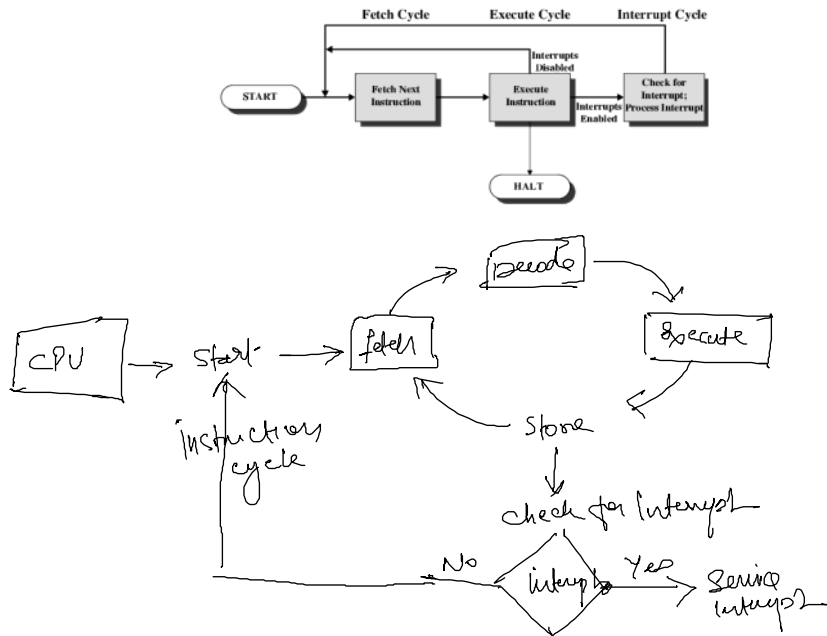 Fetch Cycle
Execute Cycle
Interrupt Cycle
START
Fetch Next
Instruction
Execute
Instruction
Interrupts
Disabled
Interrupts
Enabled
Check for
Interrupt;
Process Interrupt
HALT
Decode
CPU
Start
fetch
Execute
Store
instruction
cycle
check for Interrupt
No
interrupt
Yes
Service
Interrupt